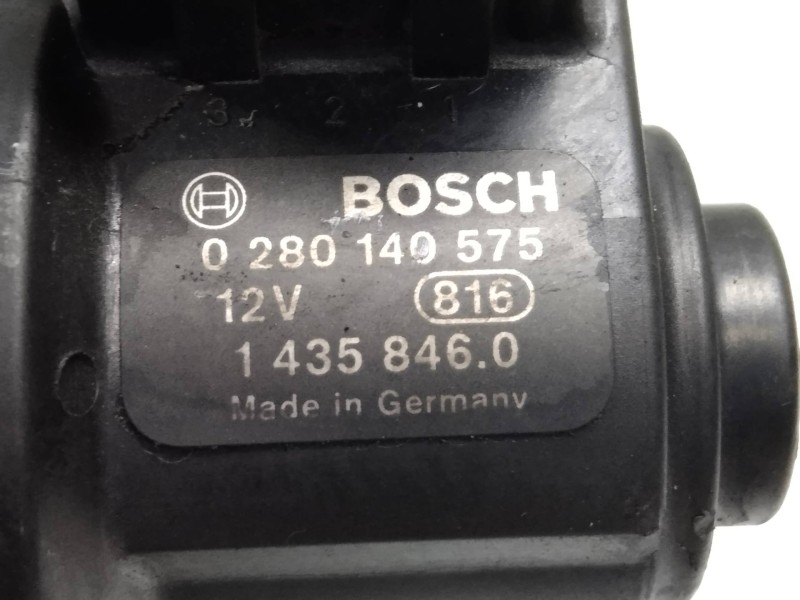 3 2 1
BOSCH
0 280 140 575
12V 816
1 435 846.0
Made in Germany